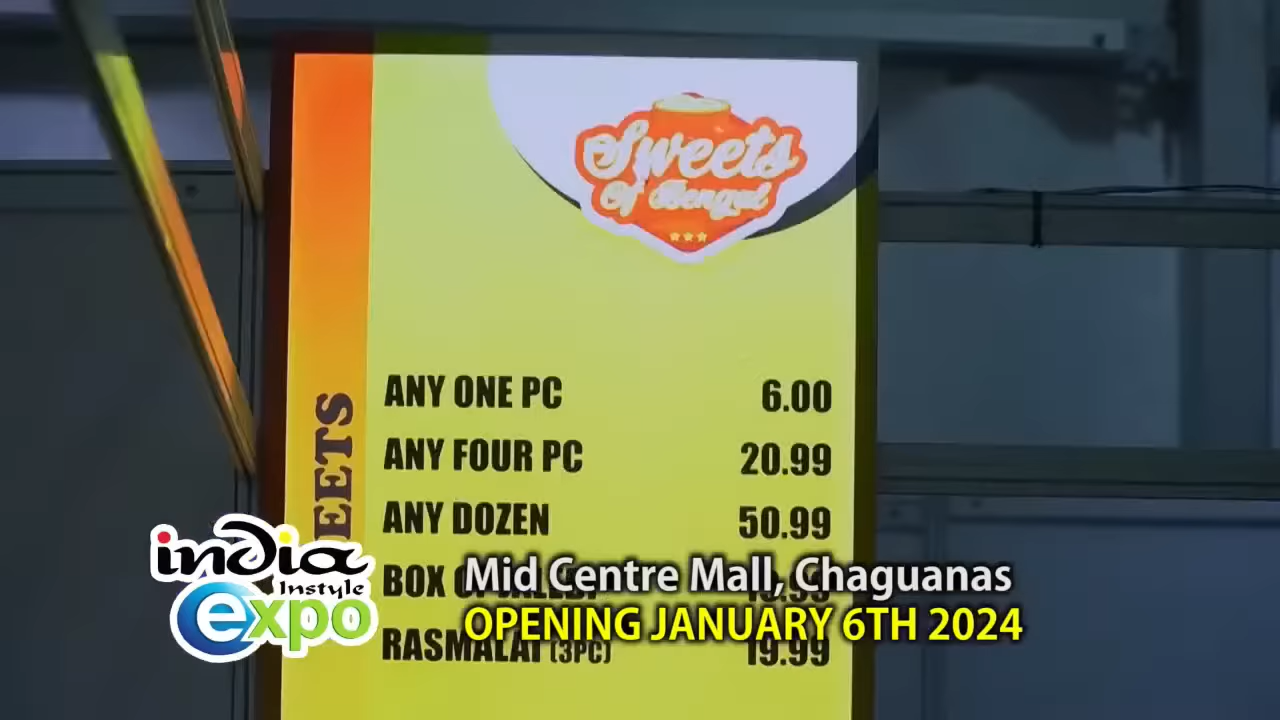 Sweets
Of Bengal
ANY ONE PC 6.00
ANY FOUR PC 20.99
ANY DOZEN 50.99
BOX
RASMALAI (3PC) 19.99
EETS
india
Instyle
expo
Mid Centre Mall, Chaguanas
OPENING JANUARY 6TH 2024